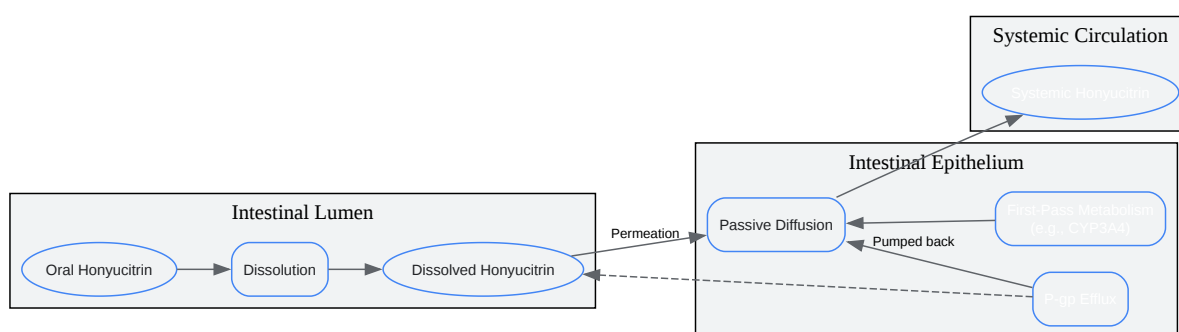 Systemic Circulation
Systemic Honyucitrin
Intestinal Epithelium
Intestinal Lumen
First-Pass Metabolism
(e.g., CYP3A4)
Passive Diffusion
Permeation
Pumped back
Oral Honyucitrin
Dissolution
Dissolved Honyucitrin
P-gp Efflux